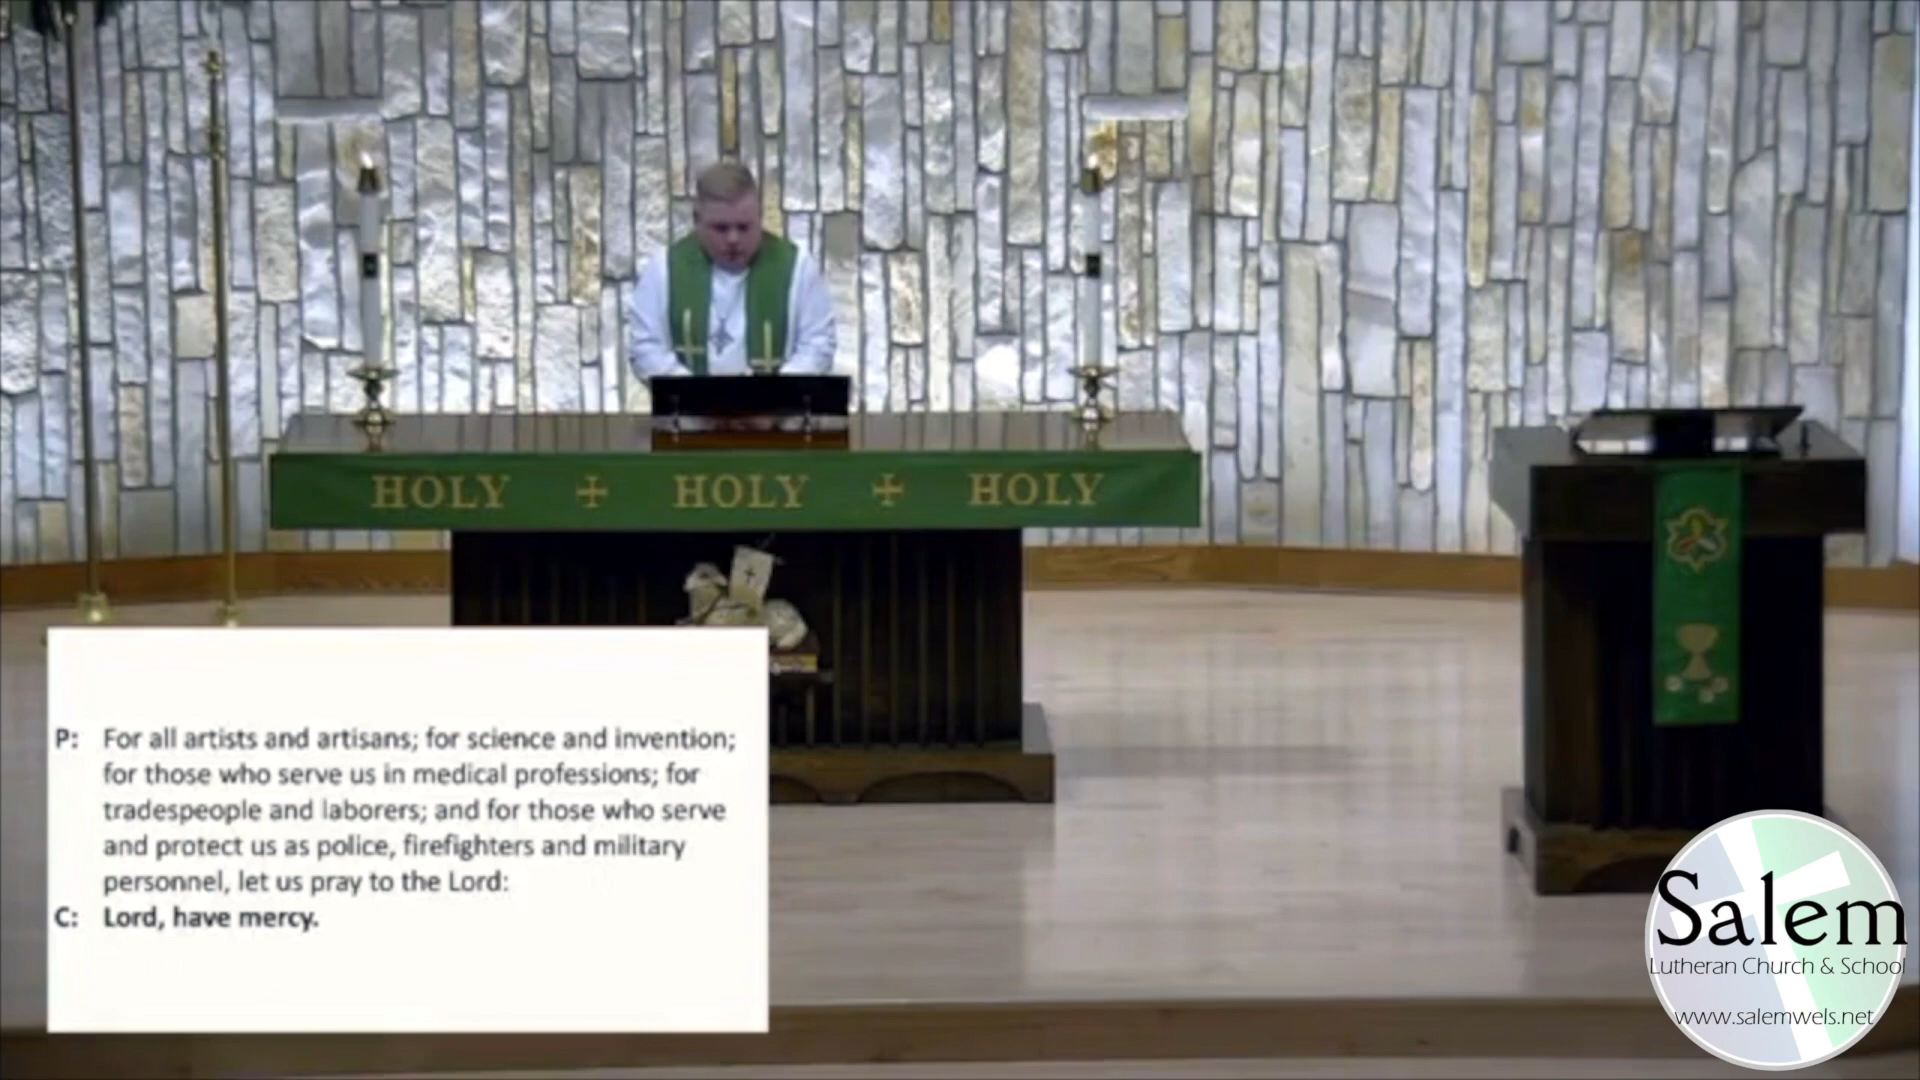 HOLY HOLY HOLY
P: For all artists and artisans; for science and invention;
for those who serve us in medical professions; for
tradespeople and laborers; and for those who serve
and protect us as police, firefighters and military
personnel, let us pray to the Lord:
C: Lord, have mercy.
Salem
Lutheran Church & School
www.salemwels.net